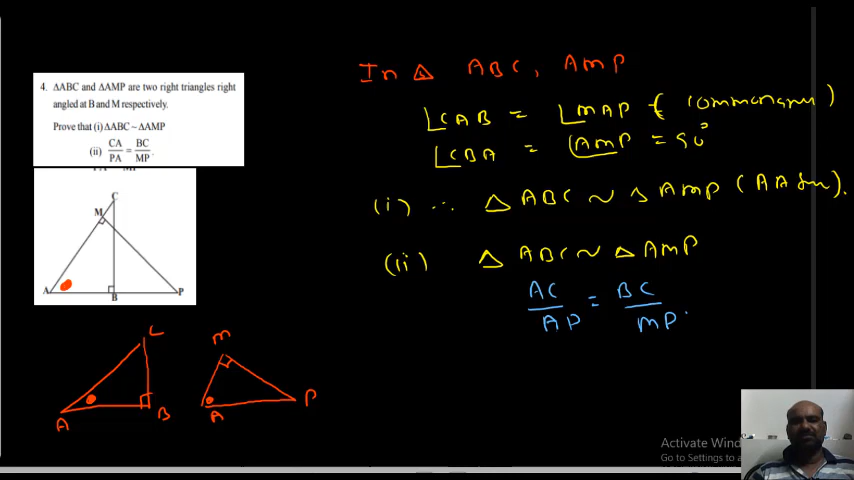 4. ΔABC and ΔAMP are two right triangles right
angled at B and M respectively.
Prove that (i) ΔABC ~ ΔAMP
(ii) CA/PA = BC/MP
C
M
A
B
P
C
A
B
M
A
P
In Δ ABC, AMP
∠CAB = ∠MAP (
∠CBA = ∠AMP = 90°
(i) ∴ Δ ABC ~ Δ AMP (AA
(ii) Δ ABC ~ Δ AMP
AC/AP = BC/MP.
Activate Wind
Go to Settings to a